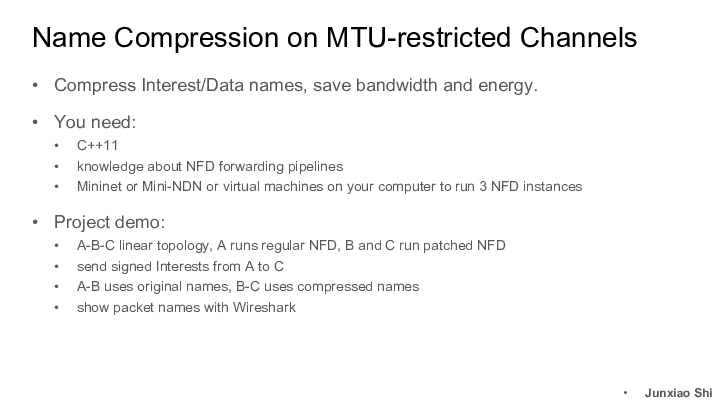 Name Compression on MTU-restricted Channels
• Compress Interest/Data names, save bandwidth and energy.
• You need:
• C++11
• knowledge about NFD forwarding pipelines
• Mininet or Mini-NDN or virtual machines on your computer to run 3 NFD instances
• Project demo:
• A-B-C linear topology, A runs regular NFD, B and C run patched NFD
• send signed Interests from A to C
• A-B uses original names, B-C uses compressed names
• show packet names with Wireshark
• Junxiao Shi